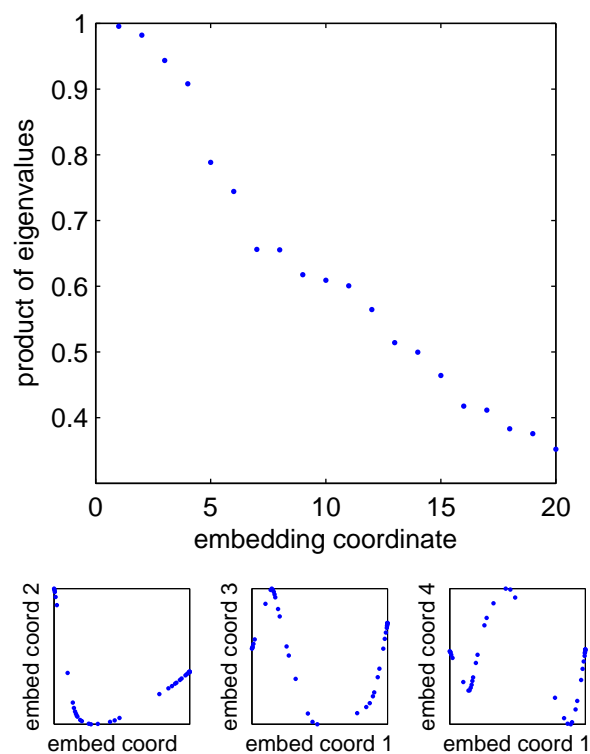 1
0.9
0.8
0.7
0.6
0.5
0.4
product of eigenvalues
0 5 10 15 20
embedding coordinate
embed coord 2
embed coord
embed coord 3
embed coord 1
embed coord 4
embed coord 1